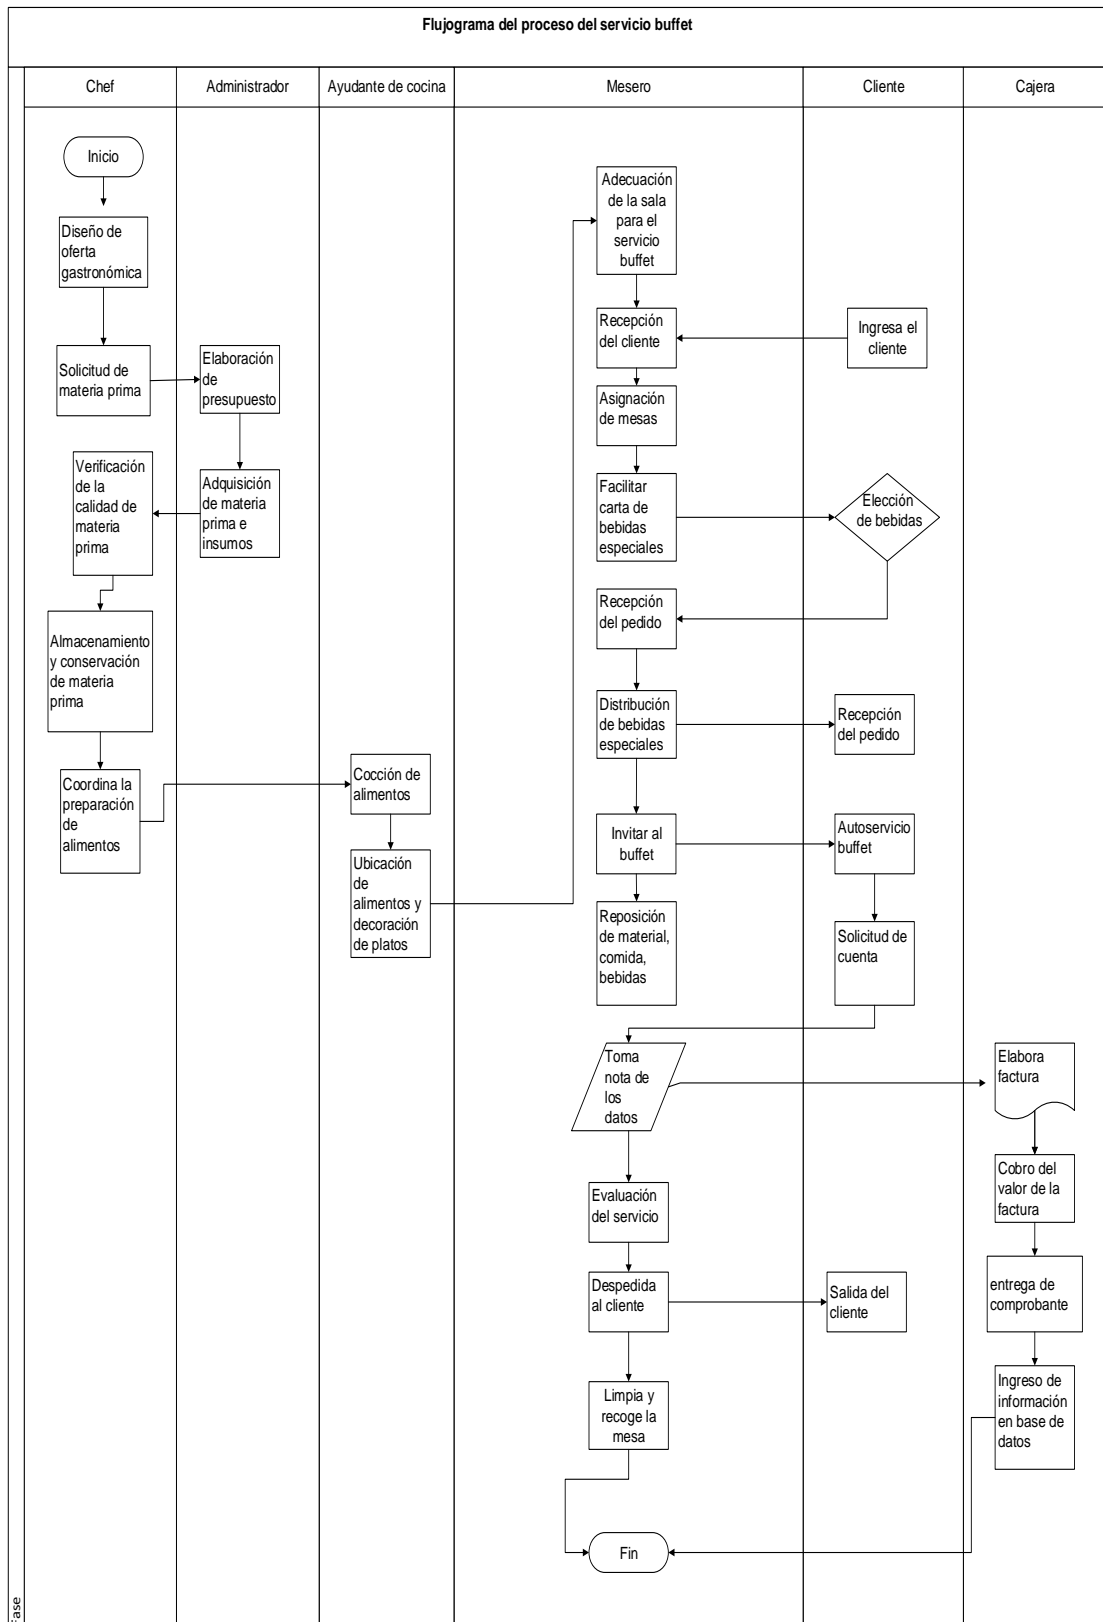 Flujograma del proceso del servicio buffet
Chef
Administrador
Ayudante de cocina
Mesero
Cliente
Cajera
Inicio
Diseño de
oferta
gastronómica
Solicitud de
materia prima
Verificación
de la
calidad de
materia
prima
Almacenamiento
y conservación
de materia
prima
Coordina la
preparación
de
alimentos
Elaboración
de
presupuesto
Adquisición
de materia
prima e
insumos
Cocción de
alimentos
Ubicación
de
alimentos y
decoración
de platos
Adecuación
de la sala
para el
servicio
buffet
Recepción
del cliente
Asignación
de mesas
Facilitar
carta de
bebidas
especiales
Recepción
del pedido
Distribución
de bebidas
especiales
Invitar al
buffet
Reposición
de material,
comida,
bebidas
Toma
nota de
los
datos
Evaluación
del servicio
Despedida
al cliente
Limpia y
recoge la
mesa
Fin
Ingresa el
cliente
Elección
de bebidas
Recepción
del pedido
Autoservicio
buffet
Solicitud de
cuenta
Salida del
cliente
Elabora
factura
Cobro del
valor de la
factura
entrega de
comprobante
Ingreso de
información
en base de
datos
Fase